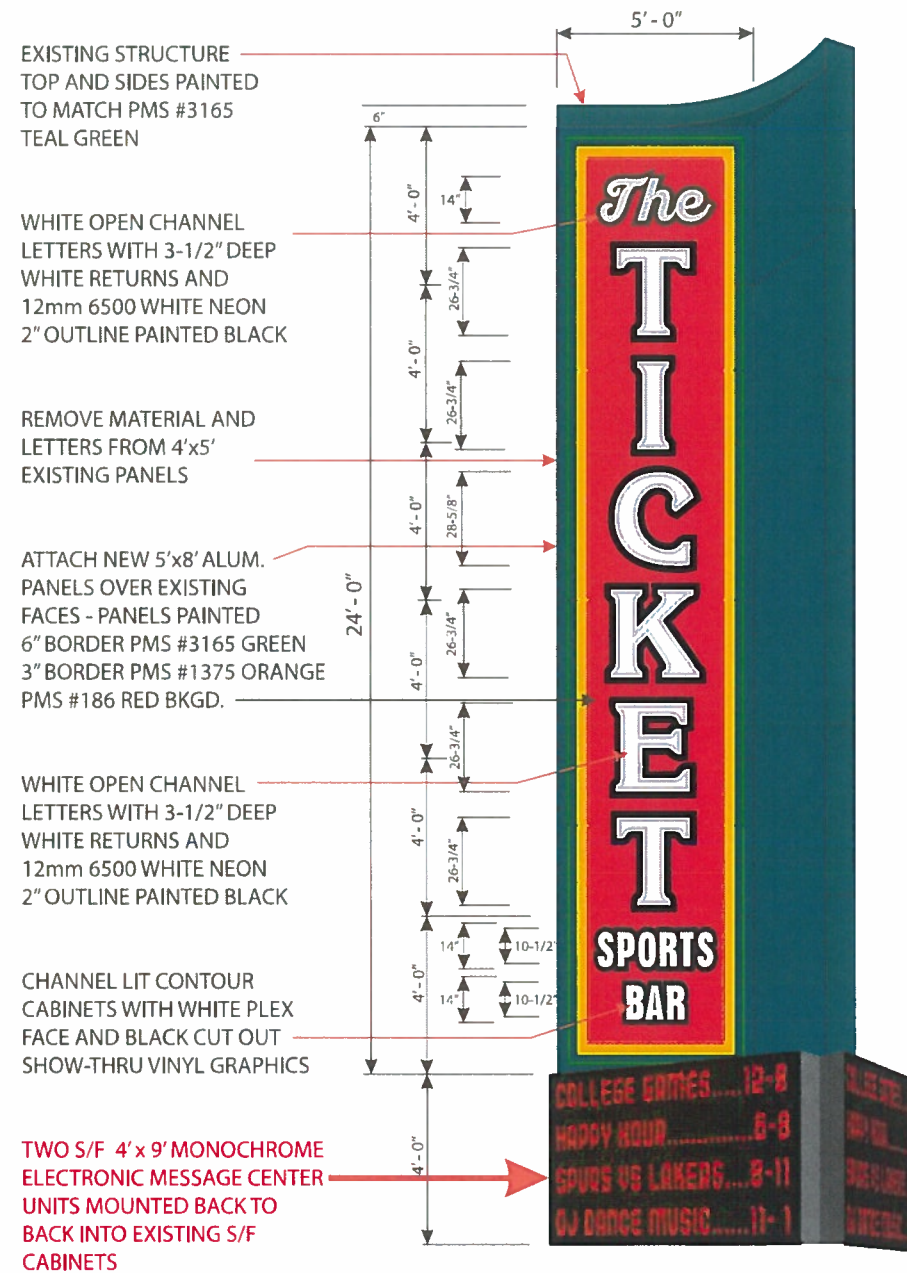 5'- 0"
EXISTING STRUCTURE
TOP AND SIDES PAINTED
TO MATCH PMS #3165
TEAL GREEN
6"
4'- 0"
14"
The
WHITE OPEN CHANNEL
LETTERS WITH 3-1/2" DEEP
WHITE RETURNS AND
12mm 6500 WHITE NEON
2" OUTLINE PAINTED BLACK
26-3/4"
T
4'- 0"
26-3/4"
I
REMOVE MATERIAL AND
LETTERS FROM 4'x5'
EXISTING PANELS
4'- 0"
28-5/8"
C
ATTACH NEW 5'x8' ALUM.
PANELS OVER EXISTING
FACES - PANELS PAINTED
6" BORDER PMS #3165 GREEN
3" BORDER PMS #1375 ORANGE
PMS #186 RED BKGD.
24'- 0"
4'- 0"
26-3/4"
K
26-3/4"
E
WHITE OPEN CHANNEL
LETTERS WITH 3-1/2" DEEP
WHITE RETURNS AND
12mm 6500 WHITE NEON
2" OUTLINE PAINTED BLACK
4'- 0"
26-3/4"
T
14"
10-1/2"
SPORTS
4'- 0"
14"
10-1/2"
BAR
CHANNEL LIT CONTOUR
CABINETS WITH WHITE PLEX
FACE AND BLACK CUT OUT
SHOW-THRU VINYL GRAPHICS
4'- 0"
TWO S/F 4' x 9' MONOCHROME
ELECTRONIC MESSAGE CENTER
UNITS MOUNTED BACK TO
BACK INTO EXISTING S/F
CABINETS
COLLEGE GAMES.....12-8
HAPPY HOUR.............6-8
SPURS VS LAKERS....8-11
DJ DANCE MUSIC.......11- 1